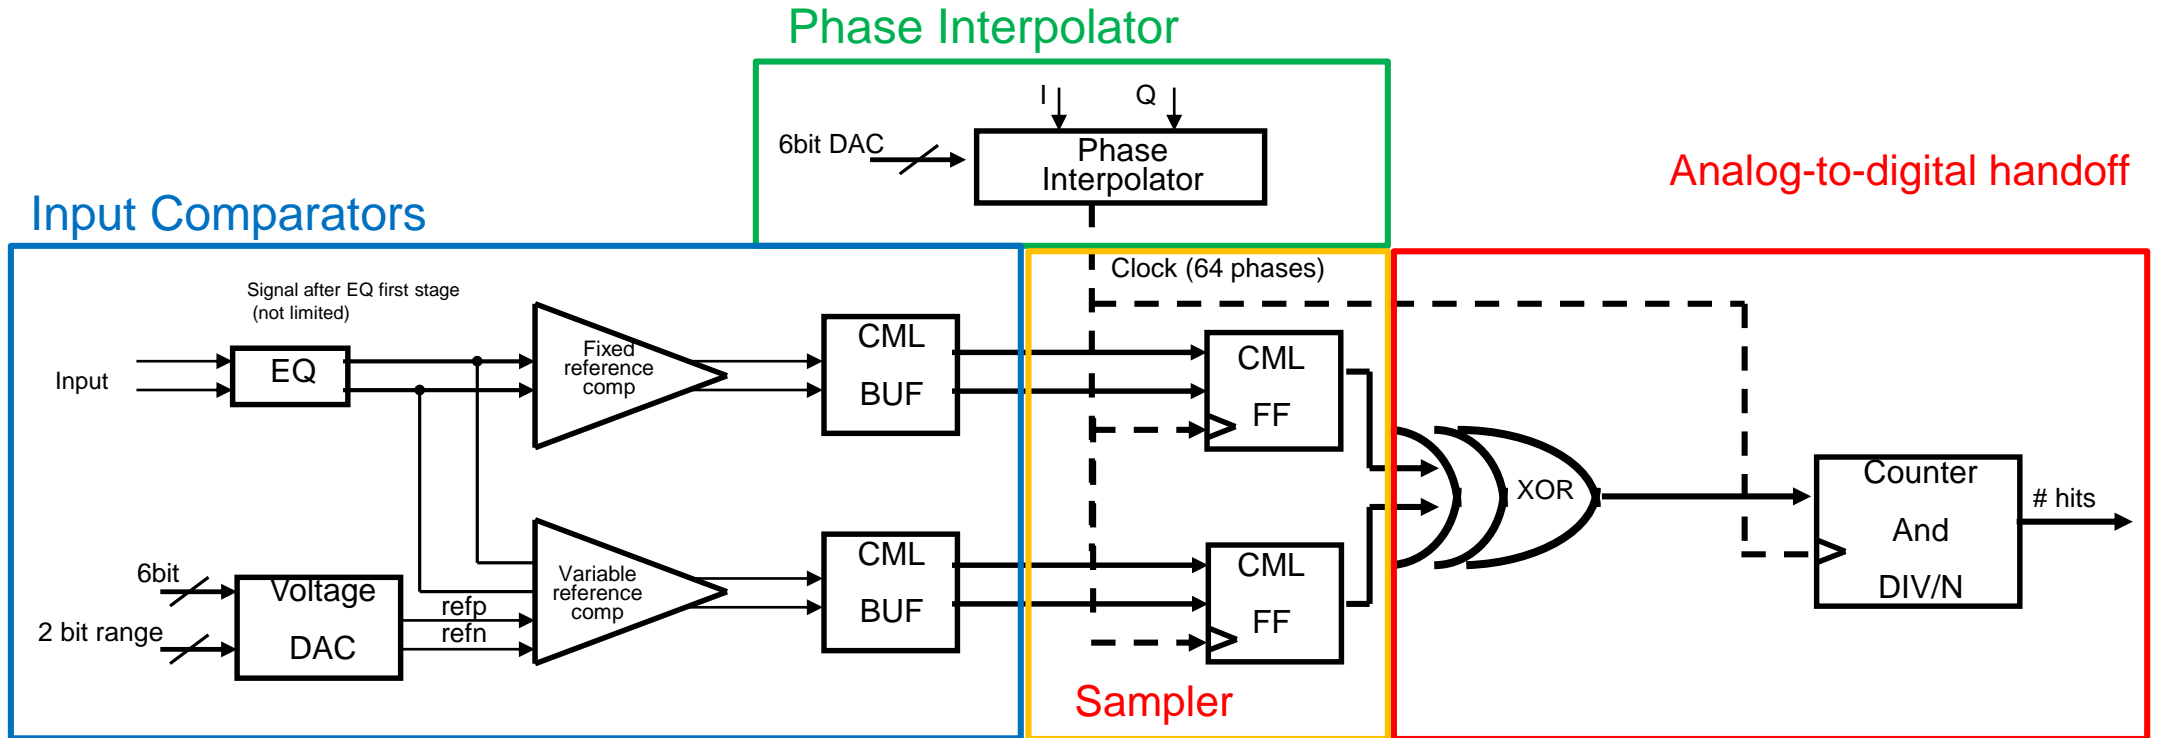 Phase Interpolator
I
Q
6bit DAC
Phase
Interpolator
Analog-to-digital handoff
Input Comparators
Clock (64 phases)
Signal after EQ first stage
(not limited)
Input
EQ
Fixed
reference
comp
CML
BUF
CML
FF
XOR
Counter
And
DIV/N
# hits
6bit
2 bit range
Voltage
DAC
refp
refn
Variable
reference
comp
CML
BUF
CML
FF
Sampler